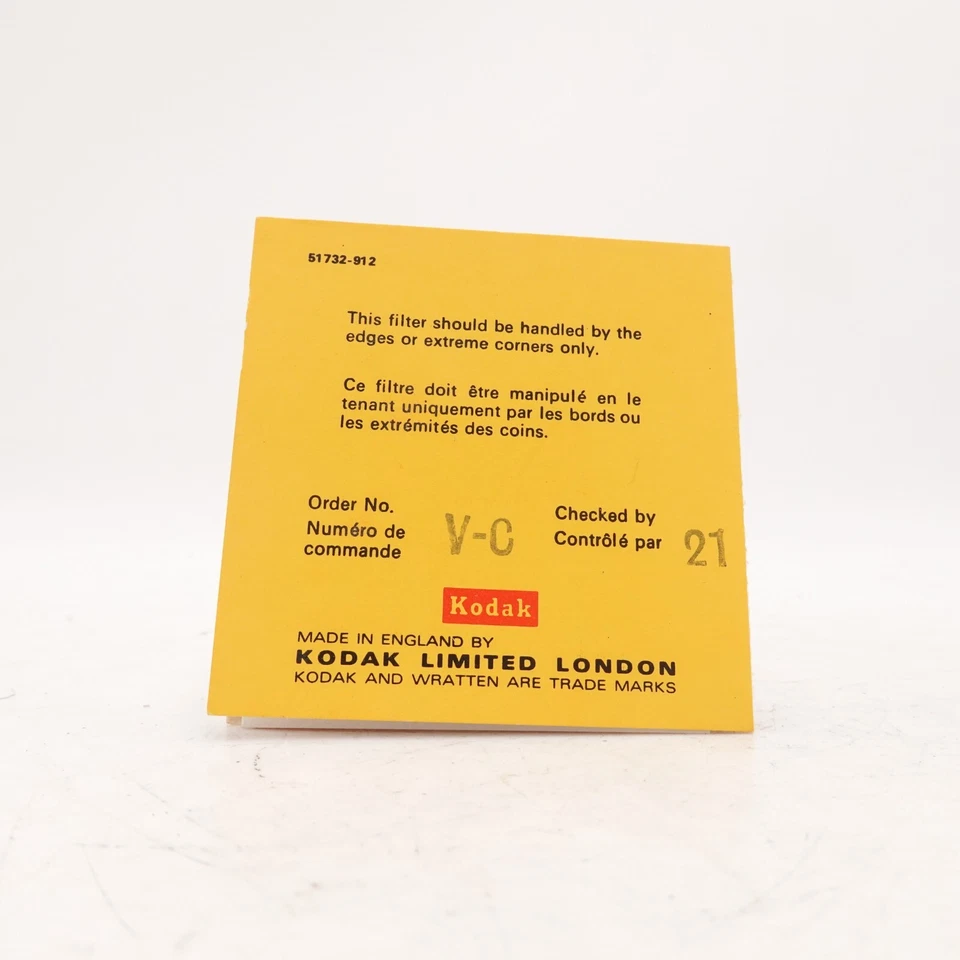 51732-912
This filter should be handled by the
edges or extreme corners only.
Ce filtre doit être manipulé en le
tenant uniquement par les bords ou
les extrémités des coins.
Order No.
Numéro de
commande
V-C
Checked by
Contrôlé par
21
Kodak
MADE IN ENGLAND BY
KODAK LIMITED LONDON
KODAK AND WRATTEN ARE TRADE MARKS